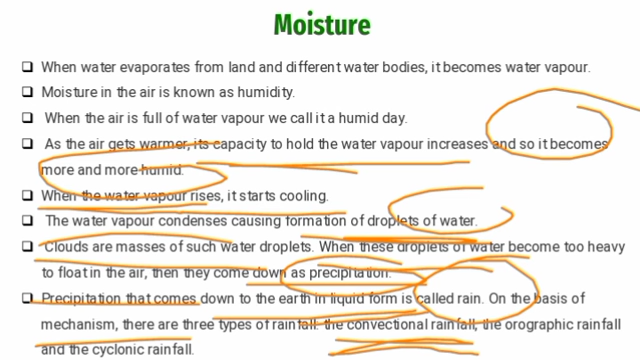 Moisture
❑ When water evaporates from land and different water bodies, it becomes water vapour.
❑ Moisture in the air is known as humidity.
❑ When the air is full of water vapour we call it a humid day.
❑ As the air gets warmer, its capacity to hold the water vapour increases and so it becomes
more and more humid.
❑ When the water vapour rises, it starts cooling.
❑ The water vapour condenses causing formation of droplets of water.
❑ Clouds are masses of such water droplets. When these droplets of water become too heavy
to float in the air, then they come down as precipitation.
❑ Precipitation that comes down to the earth in liquid form is called rain. On the basis of
mechanism, there are three types of rainfall: the convectional rainfall, the orographic rainfall
and the cyclonic rainfall.